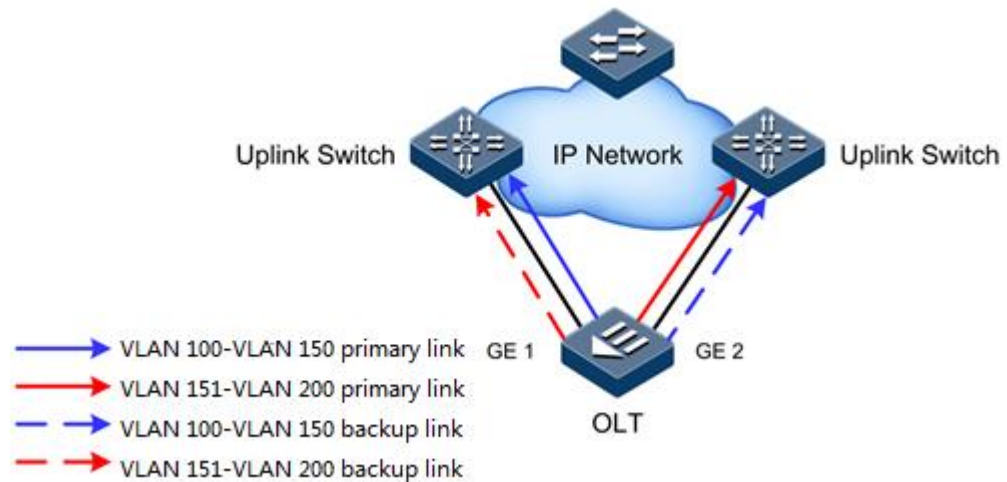 Uplink Switch
IP Network
Uplink Switch
GE 1
GE 2
OLT
VLAN 100-VLAN 150 primary link
VLAN 151-VLAN 200 primary link
VLAN 100-VLAN 150 backup link
VLAN 151-VLAN 200 backup link